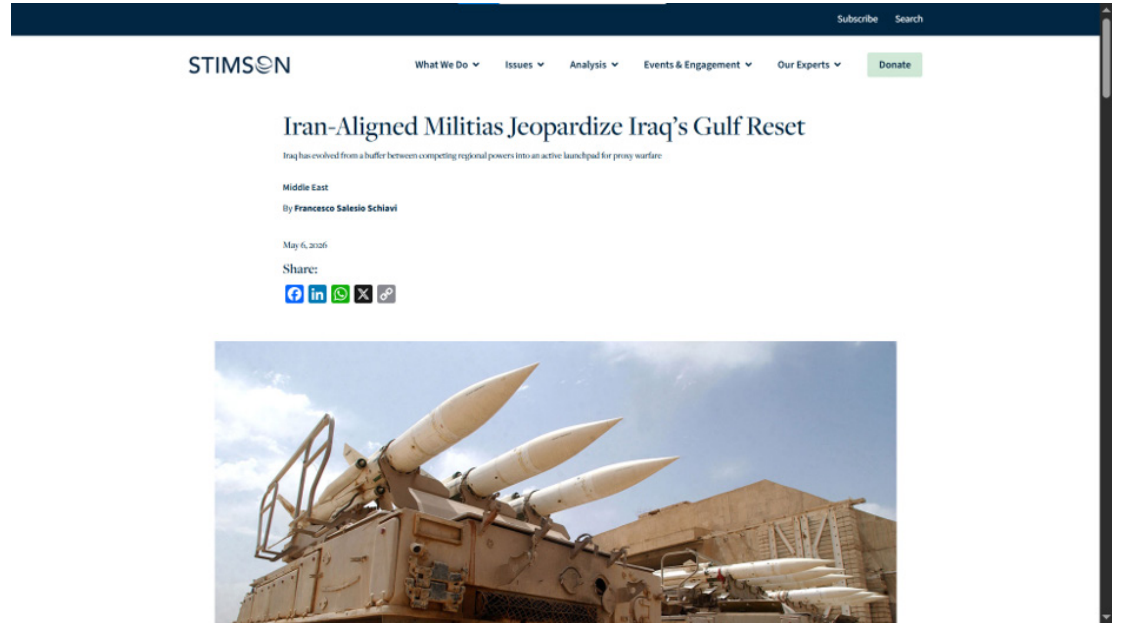 Subscribe Search
STIMSON
What We Do Issues Analysis Events & Engagement Our Experts Donate
Iran-Aligned Militias Jeopardize Iraq's Gulf Reset
Iraq has evolved from a buffer between competing regional powers into an active launchpad for proxy warfare
Middle East
By Francesco Salesio Schiavi
May 6, 2026
Share: